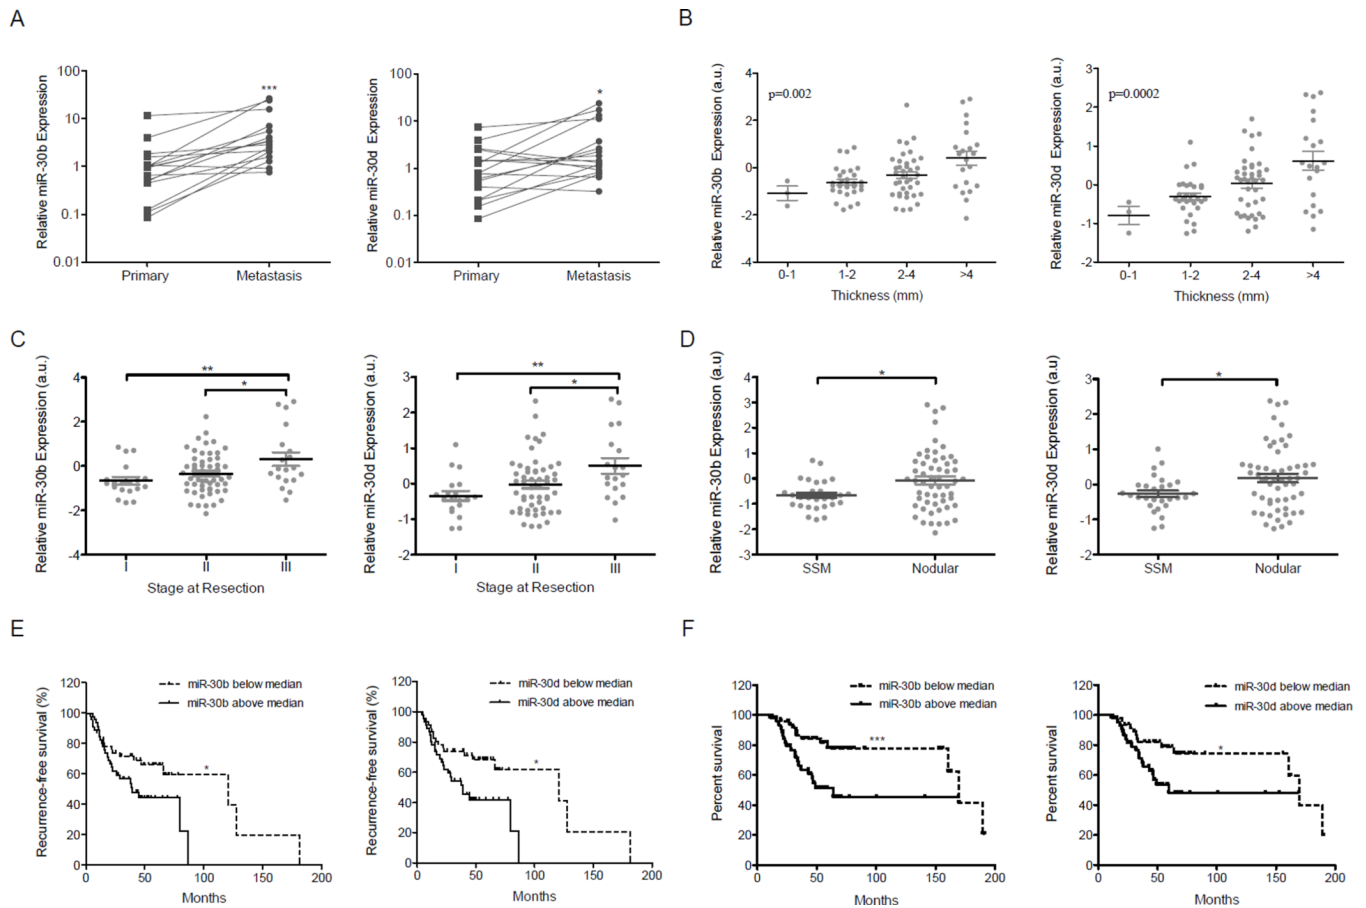 A
B
Relative miR-30b Expression
100
10
1
0.1
0.01
***
Primary
Metastasis
Relative miR-30d Expression
100
10
1
0.1
0.01
*
Primary
Metastasis
Relative miR-30b Expression (a.u.)
4
2
0
-2
-4
p=0.002
0-1
1-2
2-4
>4
Thickness (mm)
Relative miR-30d Expression (a.u.)
3
2
1
0
-1
-2
p=0.0002
0-1
1-2
2-4
>4
Thickness (mm)
C
D
Relative miR-30b Expression (a.u.)
4
2
0
-2
-4
**
*
I
II
III
Stage at Resection
Relative miR-30d Expression (a.u.)
3
2
1
0
-1
-2
**
*
I
II
III
Stage at Resection
Relative miR-30b Expression (a.u)
4
3
2
1
0
-1
-2
-3
*
SSM
Nodular
Relative miR-30d Expression (a.u)
3
2
1
0
-1
-2
*
SSM
Nodular
E
F
Recurrence-free survival (%)
120
100
80
60
40
20
0
miR-30b below median
miR-30b above median
*
0
50
100
150
200
Months
Recurrence-free survival (%)
120
100
80
60
40
20
0
miR-30d below median
miR-30d above median
*
0
50
100
150
200
Months
Percent survival
120
100
80
60
40
20
0
miR-30b below median
miR-30b above median
***
0
50
100
150
200
Months
Percent survival
120
100
80
60
40
20
0
miR-30d below median
miR-30d above median
*
0
50
100
150
200
Months